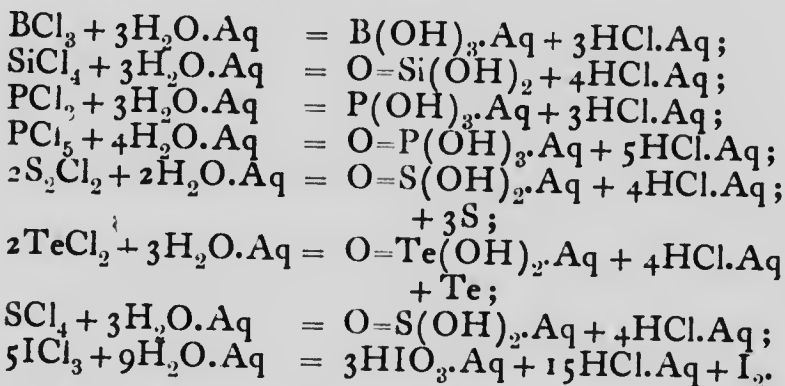 BCl₃ + 3H₂O.Aq = B(OH)₃.Aq + 3HCl.Aq;
SiCl₄ + 3H₂O.Aq = O=Si(OH)₂ + 4HCl.Aq;
PCl₃ + 3H₂O.Aq = P(OH)₃.Aq + 3HCl.Aq;
PCl₅ + 4H₂O.Aq = O=P(OH)₃.Aq + 5HCl.Aq;
2S₂Cl₂ + 2H₂O.Aq = O=S(OH)₂.Aq + 4HCl.Aq;
+ 3S;
2TeCl₂ + 3H₂O.Aq = O=Te(OH)₂.Aq + 4HCl.Aq
+ Te;
SCl₄ + 3H₂O.Aq = O=S(OH)₂.Aq + 4HCl.Aq;
5ICl₃ + 9H₂O.Aq = 3HIO₃.Aq + 15HCl.Aq + I₂.